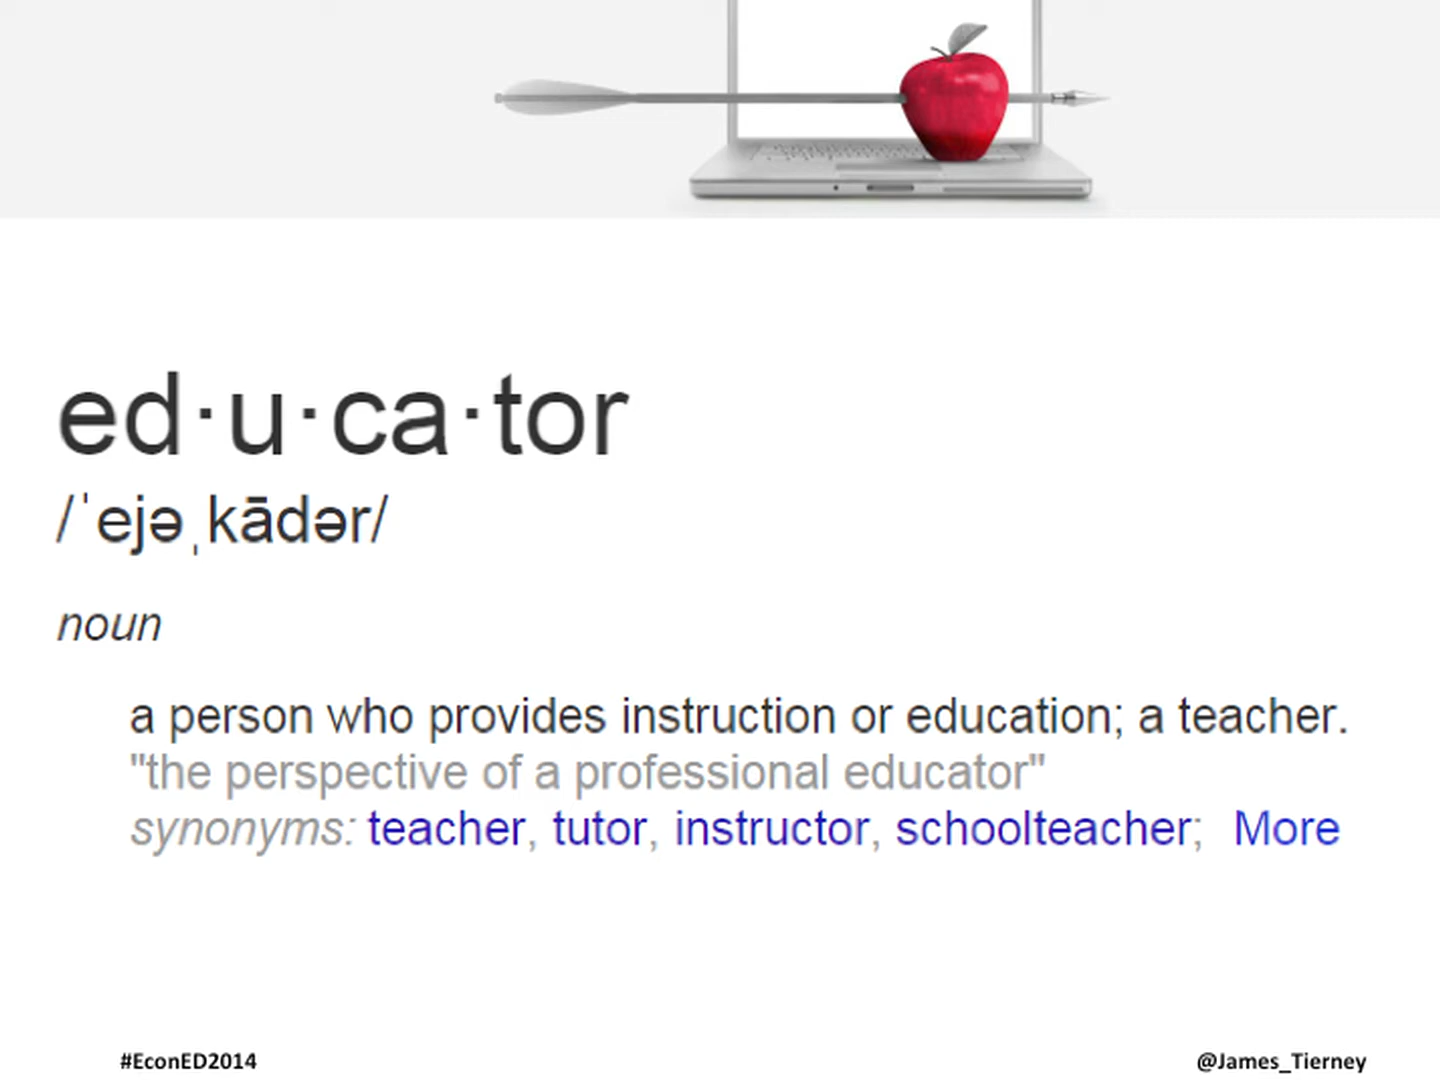 ed·u·ca·tor
/ˈejəˌkādər/
noun
a person who provides instruction or education; a teacher.
"the perspective of a professional educator"
synonyms: teacher, tutor, instructor, schoolteacher; More
#EconED2014
@James_Tierney